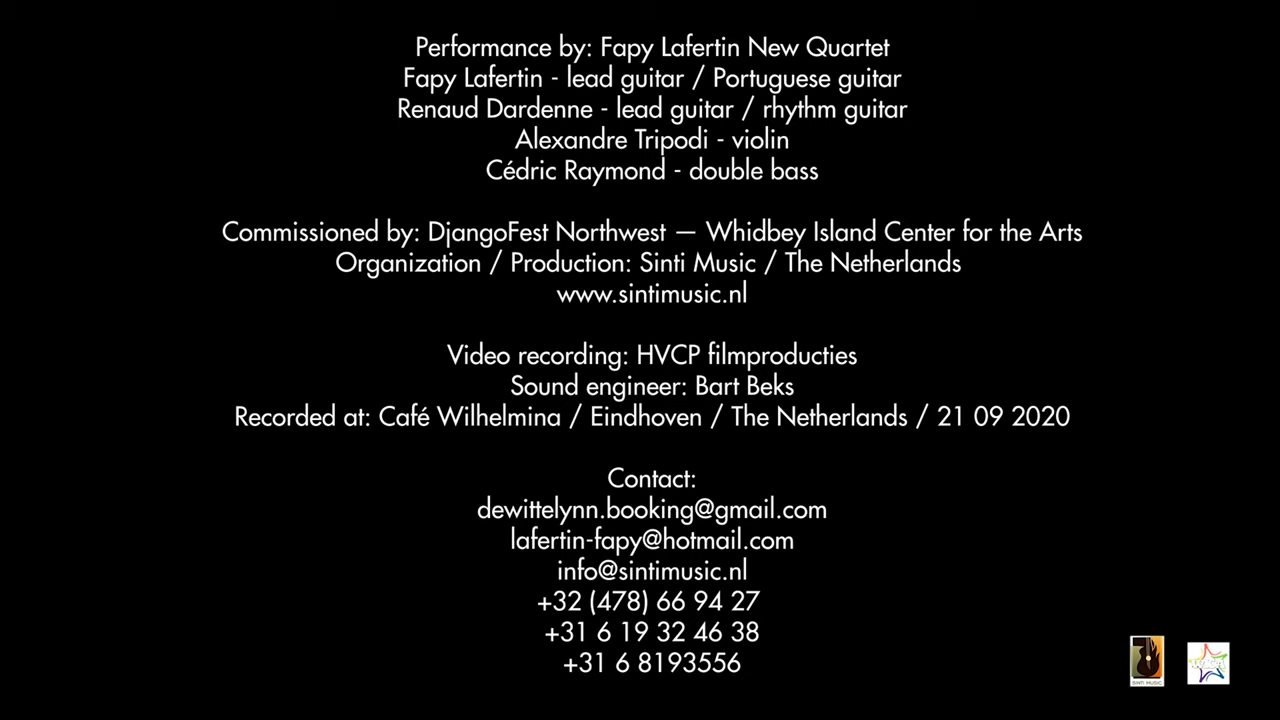 Performance by: Fapy Lafertin New Quartet
Fapy Lafertin - lead guitar / Portuguese guitar
Renaud Dardenne - lead guitar / rhythm guitar
Alexandre Tripodi - violin
Cédric Raymond - double bass
Commissioned by: DjangoFest Northwest — Whidbey Island Center for the Arts
Organization / Production: Sinti Music / The Netherlands
www.sintimusic.nl
Video recording: HVCP filmproducties
Sound engineer: Bart Beks
Recorded at: Café Wilhelmina / Eindhoven / The Netherlands / 21 09 2020
Contact:
dewittelynn.booking@gmail.com
lafertin-fapy@hotmail.com
info@sintimusic.nl
+32 (478) 66 94 27
+31 6 19 32 46 38
+31 6 8193556
SINTI MUSIC